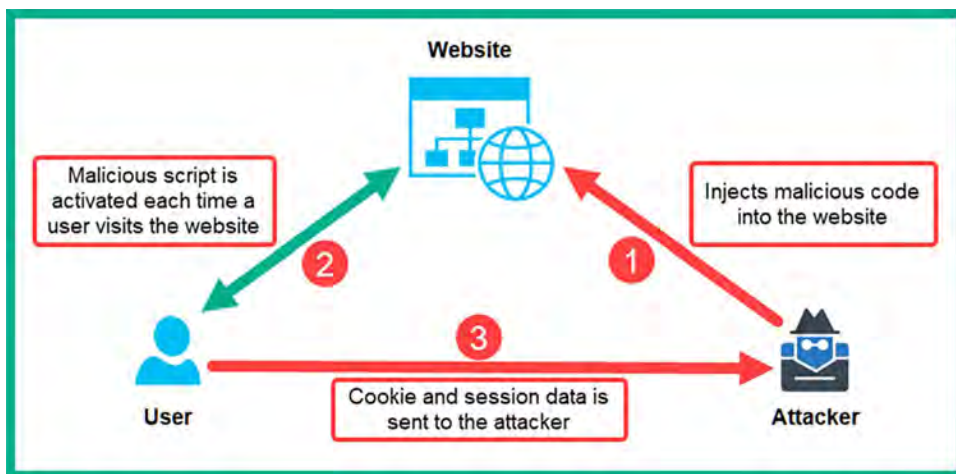 Website
Malicious script is
activated each time a
user visits the website
Injects malicious code
into the website
2
1
3
User
Cookie and session data is
sent to the attacker
Attacker